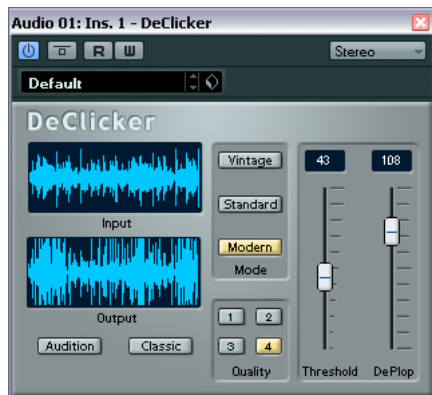 Audio 01: Ins. 1 - DeClicker
R W Stereo
Default
DeClicker
Vintage 43 108
Standard
Input
Modern
Mode
Output 1 2
Audition Classic 3 4
Quality Threshold DePlop